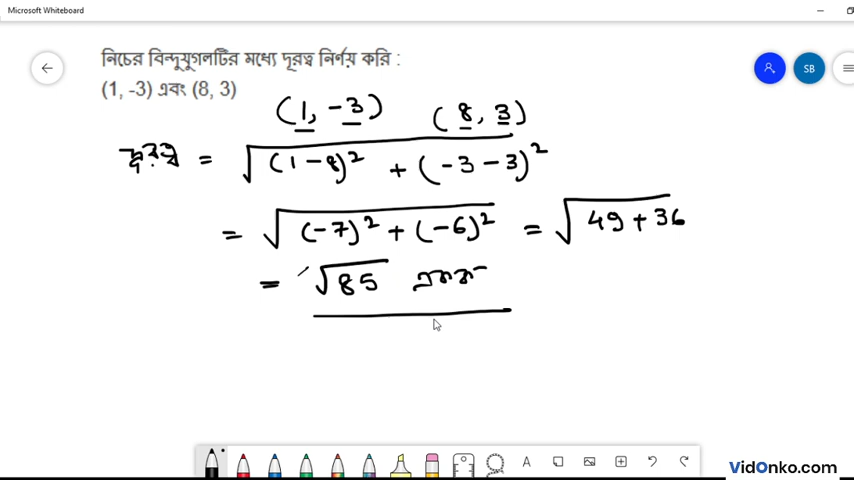 Microsoft Whiteboard
নিচের বিন্দুযুগলটির মধ্যে দূরত্ব নির্ণয় করি :
(1, -3) এবং (8, 3)
SB
(1, -3) (8, 3)
দূরত্ব = √(1-8)² + (-3-3)²
= √(-7)² + (-6)² = √49+36
= √85 একক
A
VidOnko.com